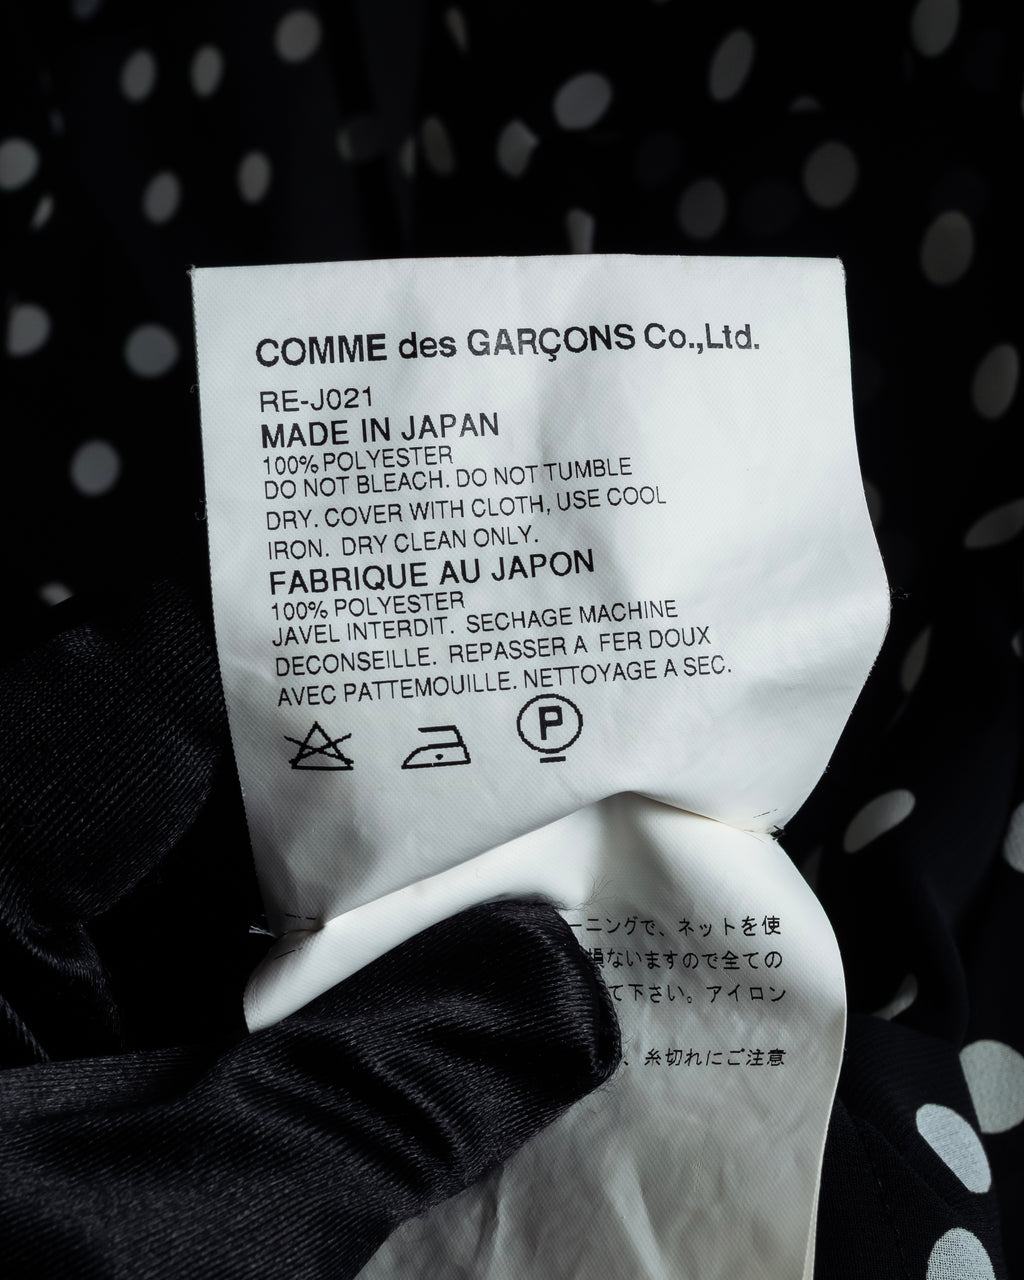 COMME des GARÇONS Co.,Ltd.
RE-J021
MADE IN JAPAN
100% POLYESTER
DO NOT BLEACH. DO NOT TUMBLE
DRY. COVER WITH CLOTH, USE COOL
IRON. DRY CLEAN ONLY.
FABRIQUE AU JAPON
100% POLYESTER
JAVEL INTERDIT. SECHAGE MACHINE
DECONSEILLE. REPASSER A FER DOUX
AVEC PATTEMOUILLE. NETTOYAGE A SEC.
P
ーニングで、ネットを使
損ないますので全ての
て下さい。アイロン
、糸切れにご注意